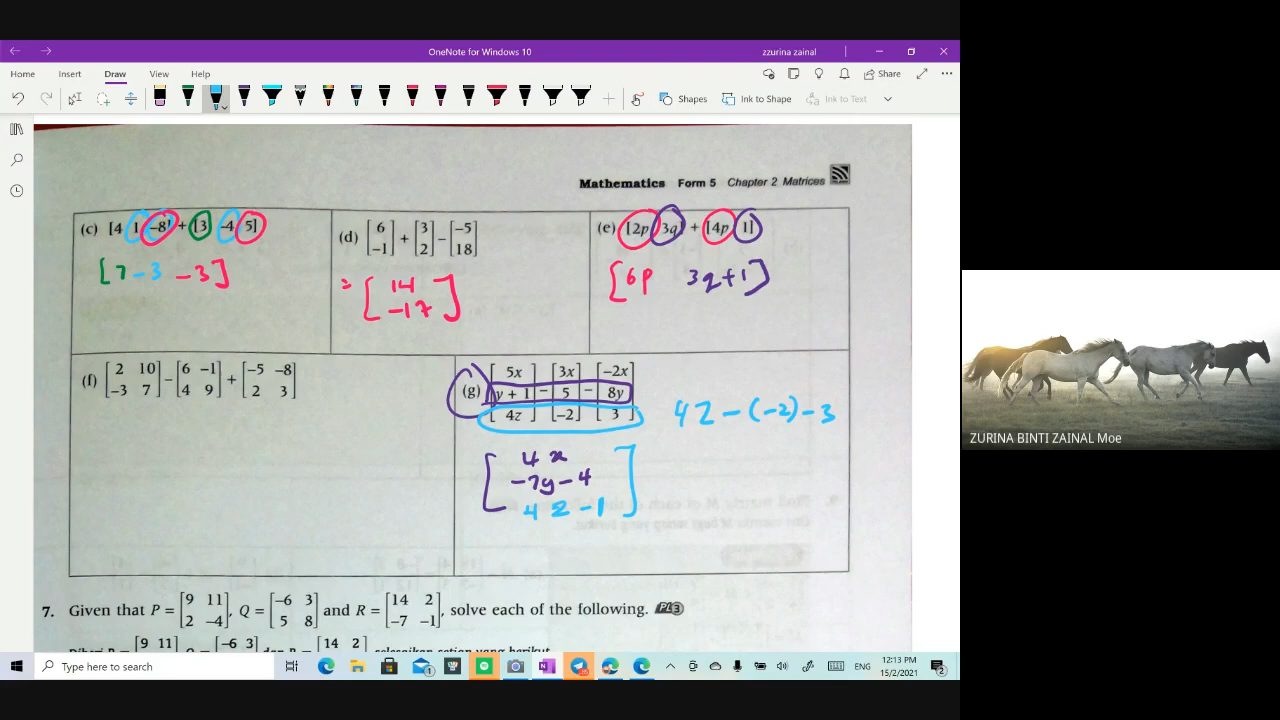 OneNote for Windows 10
zzurina zainal
Home Insert Draw View Help
Share
Shapes Ink to Shape Ink to Text
Mathematics Form 5 Chapter 2 Matrices
(c) [4 1 -8] + [3 -4 5]
[7 -3 -3]
(d) [6 -1] + [3 2] - [-5 18]
= [14 -17]
(e) [2p 3q] + [4p 1]
[6p 3q+1]
(f) [2 10 -3 7] - [6 -1 4 9] + [-5 -8 2 3]
(g) [5x y + 1 4z] - [3x 5 -2] - [-2x 8y 3]
4z - (-2) - 3
[4x
-7y - 4
4z - 1]
7. Given that P = [9 11 2 -4], Q = [-6 3 5 8] and R = [14 2 -7 -1], solve each of the following. PL3
ZURINA BINTI ZAINAL Moe
Type here to search
ENG
12:13 PM
15/2/2021
2